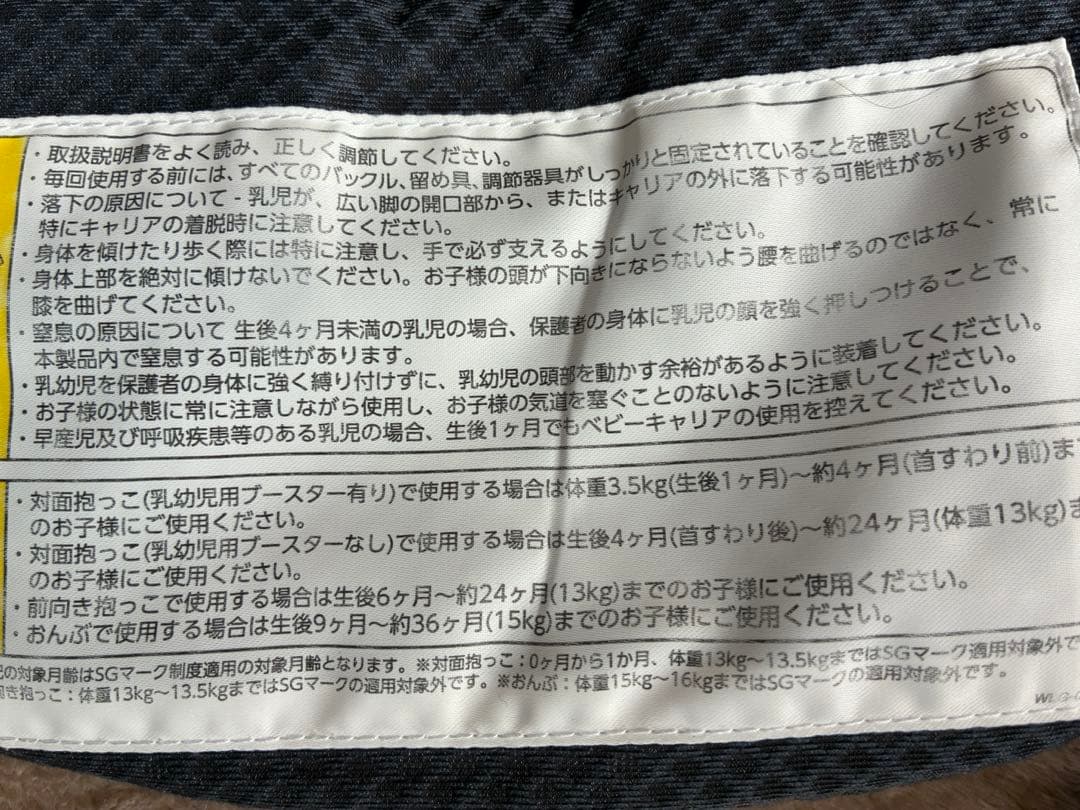 ・取扱説明書をよく読み、正しく調節してください。
・毎回使用する前には、すべてのバックル、留め具、調節器具がしっかりと固定されていることを確認してください。
・落下の原因について - 乳児が、広い脚の開口部から、またはキャリアの外に落下する可能性があります。
特にキャリアの着脱時に注意してください。
・身体を傾けたり歩く際には特に注意し、手で必ず支えるようにしてください。
・身体上部を絶対に傾けないでください。お子様の頭が下向きにならないよう腰を曲げるのではなく、常に
膝を曲げてください。
・窒息の原因について 生後4ヶ月未満の乳児の場合、保護者の身体に乳児の顔を強く押しつけることで、
本製品内で窒息する可能性があります。
・乳幼児を保護者の身体に強く縛り付けずに、乳幼児の頭部を動かす余裕があるように装着してください。
・お子様の状態に常に注意しながら使用し、お子様の気道を塞ぐことのないように注意してください。
・早産児及び呼吸疾患等のある乳児の場合、生後1ヶ月でもベビーキャリアの使用を控えてください。
・対面抱っこ(乳幼児用ブースター有り)で使用する場合は体重3.5kg(生後1ヶ月)〜約4ヶ月(首すわり前)ま
のお子様にご使用ください。
・対面抱っこ(乳幼児用ブースターなし)で使用する場合は生後4ヶ月(首すわり後)〜約24ヶ月(体重13kg)ま
のお子様にご使用ください。
・前向き抱っこで使用する場合は生後6ヶ月〜約24ヶ月(13kg)までのお子様にご使用ください。
・おんぶで使用する場合は生後9ヶ月〜約36ヶ月(15kg)までのお子様にご使用ください。
の対象月齢はSGマーク制度適用の対象月齢となります。※対面抱っこ：0ヶ月から1か月、体重13kg〜13.5kgまではSGマーク適用対象外で
き抱っこ：体重13kg〜13.5kgまではSGマークの適用対象外です。※おんぶ：体重15kg〜16kgまではSGマークの適用対象外です。